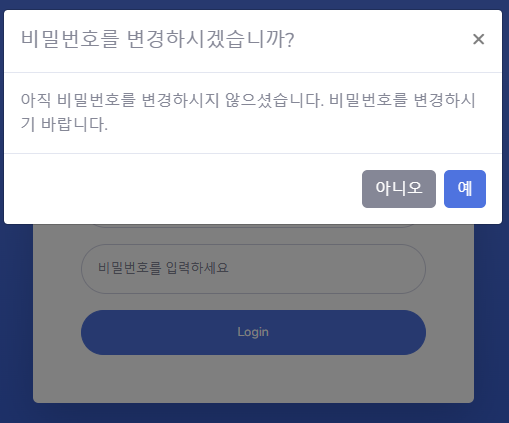 비밀번호를 변경하시겠습니까?
×
아직 비밀번호를 변경하시지 않으셨습니다. 비밀번호를 변경하시
기 바랍니다.
아니오 예
비밀번호를 입력하세요
Login